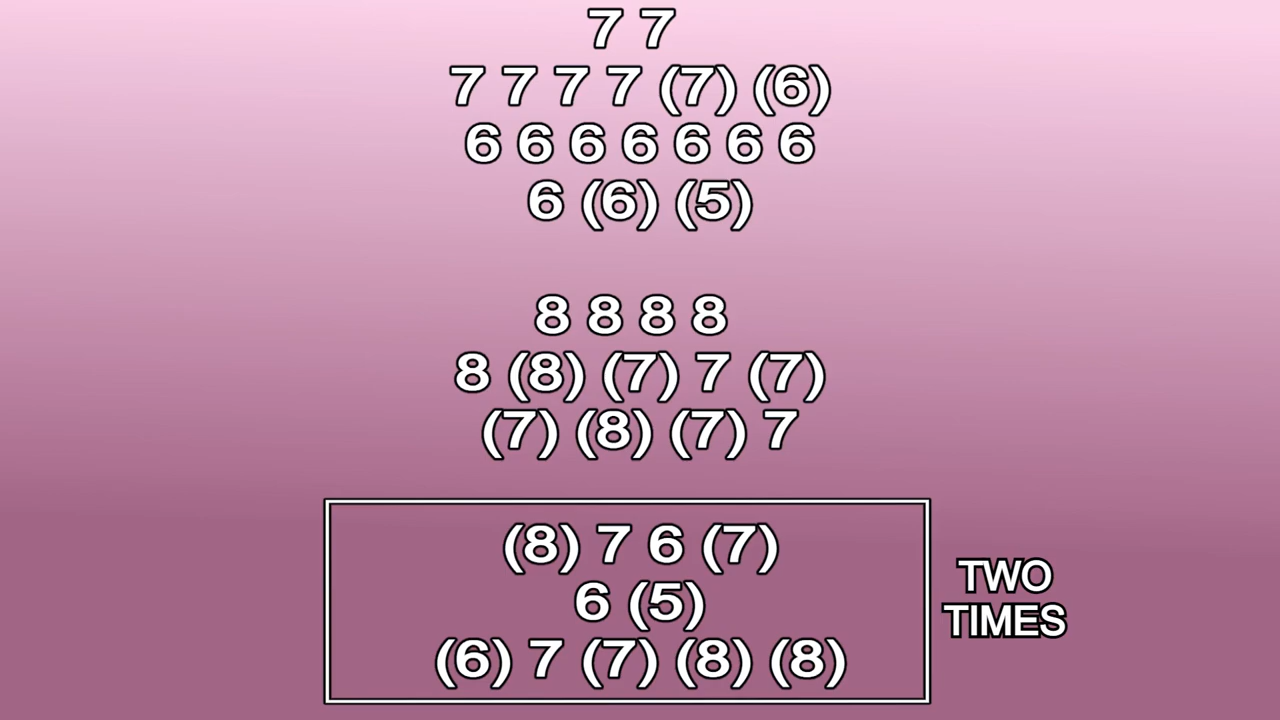 7 7
7 7 7 7 (7) (6)
6 6 6 6 6 6 6
6 (6) (5)
8 8 8 8
8 (8) (7) 7 (7)
(7) (8) (7) 7
(8) 7 6 (7)
6 (5)
(6) 7 (7) (8) (8)
TWO
TIMES